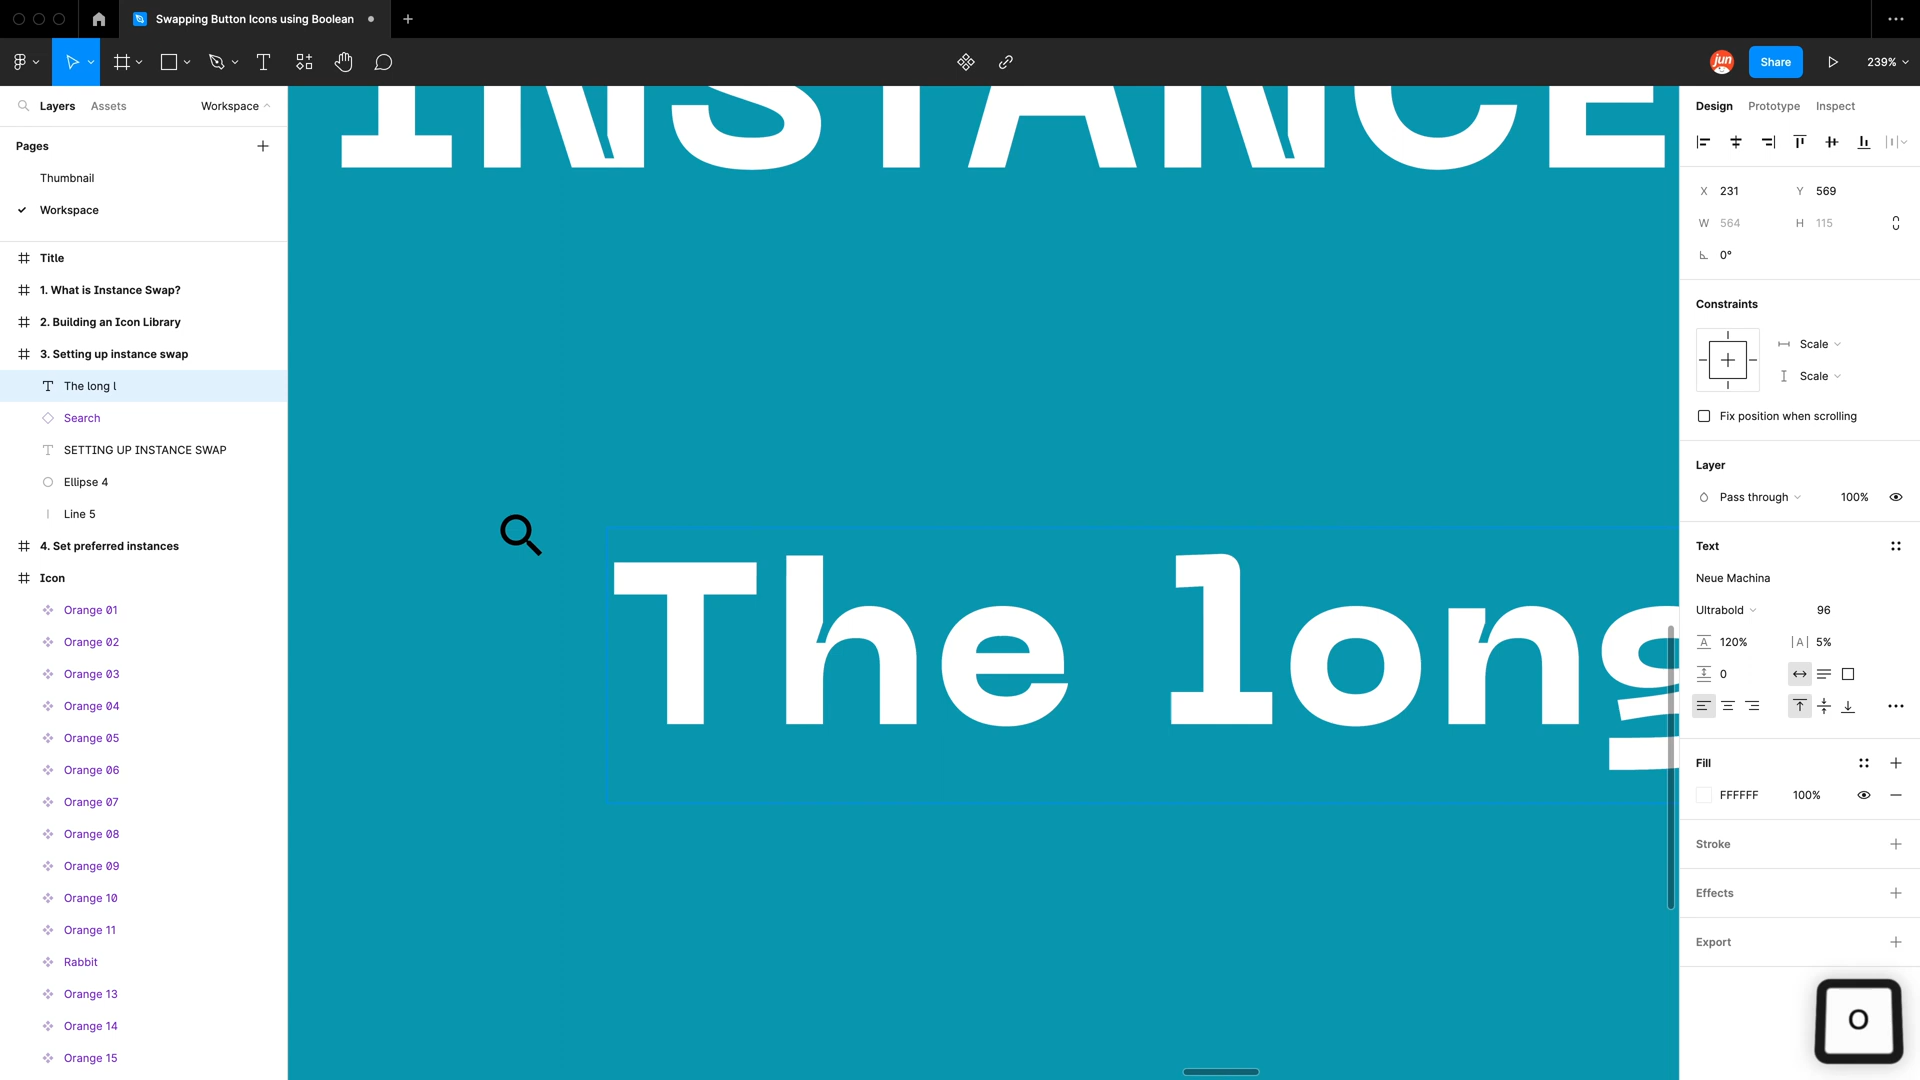 Swapping Button Icons using Boolean
Share
239%
jun
Layers
Assets
Workspace
Pages
Thumbnail
Workspace
Title
1. What is Instance Swap?
2. Building an Icon Library
3. Setting up instance swap
The long l
Search
SETTING UP INSTANCE SWAP
Ellipse 4
Line 5
4. Set preferred instances
Icon
Orange 01
Orange 02
Orange 03
Orange 04
Orange 05
Orange 06
Orange 07
Orange 08
Orange 09
Orange 10
Orange 11
Rabbit
Orange 13
Orange 14
Orange 15
INSTANCE
The long
Design
Prototype
Inspect
X 231 Y 569
W 564 H 115
0°
Constraints
Scale
Scale
Fix position when scrolling
Layer
Pass through 100%
Text
Neue Machina
Ultrabold 96
120% |A| 5%
0
Fill
FFFFFF 100%
Stroke
Effects
Export
O